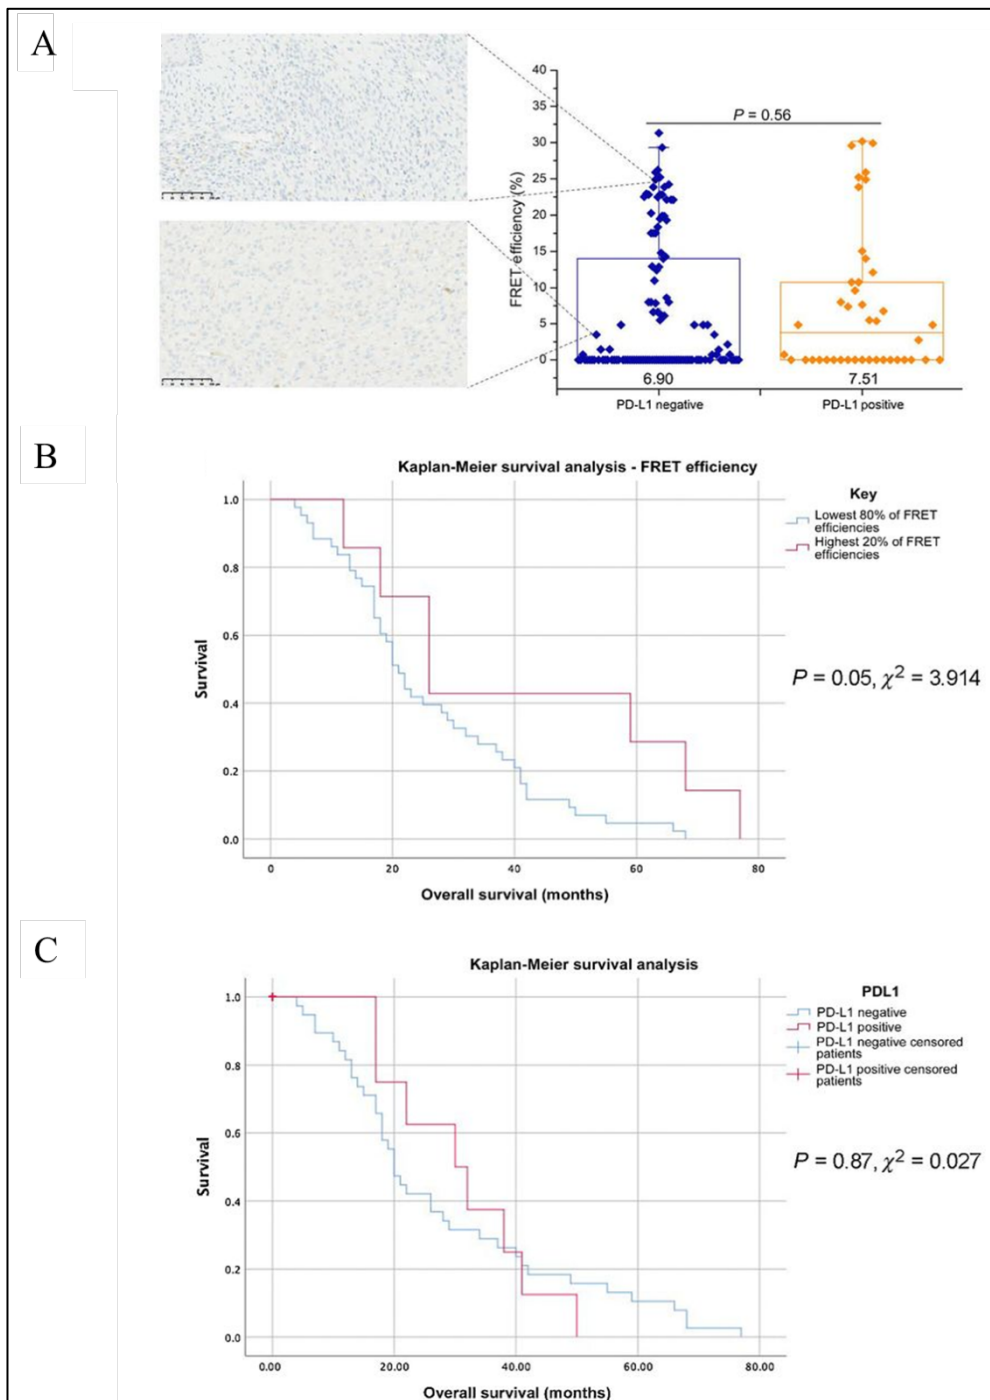 A
40
35
30
25
20
15
10
5
0
FRET efficiency (%)
P = 0.56
6.90
7.51
PD-L1 negative
PD-L1 positive
B
Kaplan-Meier survival analysis - FRET efficiency
1.0
0.8
0.6
0.4
0.2
0.0
Survival
0
20
40
60
80
Overall survival (months)
Key
Lowest 80% of FRET
efficiencies
Highest 20% of FRET
efficiencies
P = 0.05, χ² = 3.914
C
Kaplan-Meier survival analysis
1.0
0.8
0.6
0.4
0.2
0.0
Survival
0.00
20.00
40.00
60.00
80.00
Overall survival (months)
PDL1
PD-L1 negative
PD-L1 positive
PD-L1 negative censored
patients
PD-L1 positive censored
patients
P = 0.87, χ² = 0.027